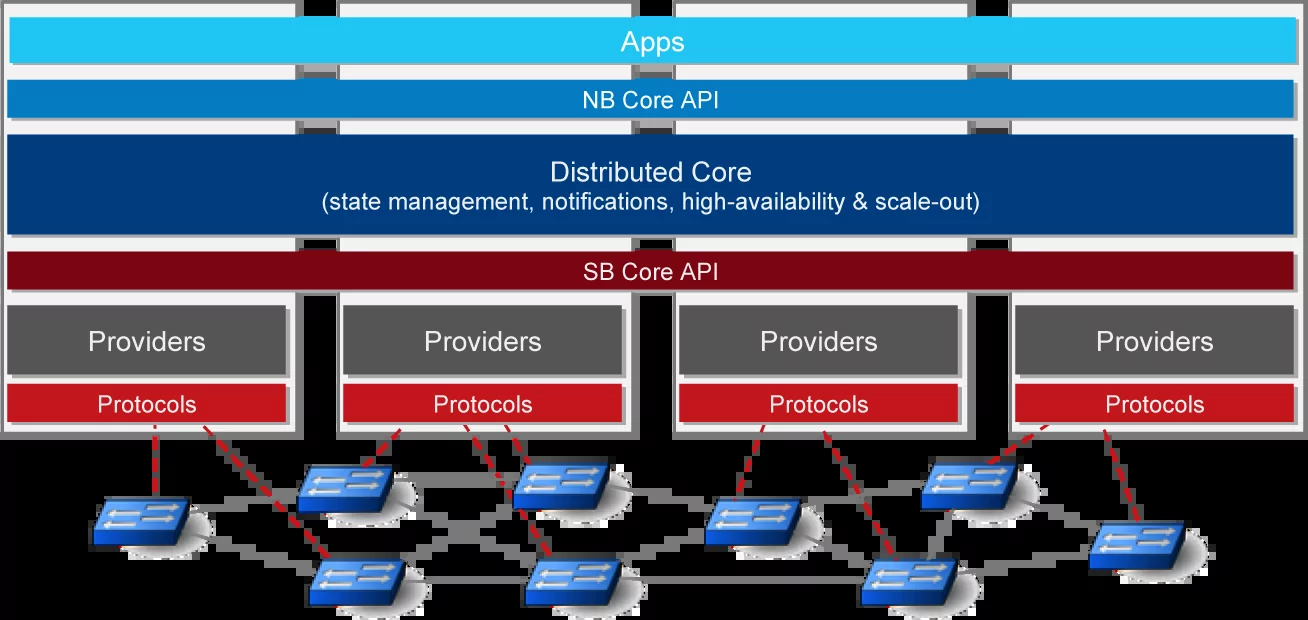 Apps
NB Core API
Distributed Core
(state management, notifications, high-availability & scale-out)
SB Core API
Providers
Providers
Providers
Providers
Protocols
Protocols
Protocols
Protocols